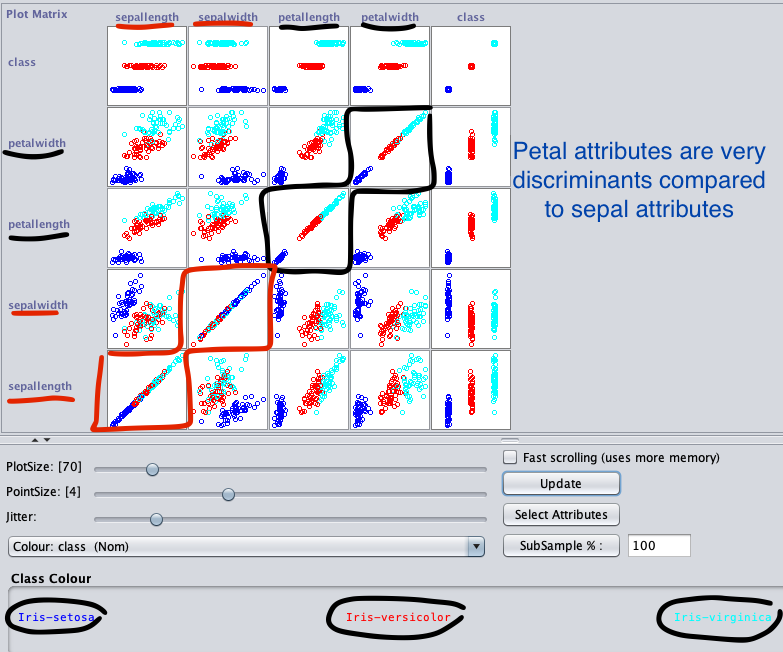 Plot Matrix
sepallength sepalwidth petallength petalwidth class
class
petalwidth
Petal attributes are very
discriminants compared
to sepal attributes
petallength
sepalwidth
sepallength
PlotSize: [70]
Fast scrolling (uses more memory)
PointSize: [4]
Update
Jitter:
Select Attributes
Colour: class (Nom)
SubSample % : 100
Class Colour
Iris-setosa Iris-versicolor Iris-virginica